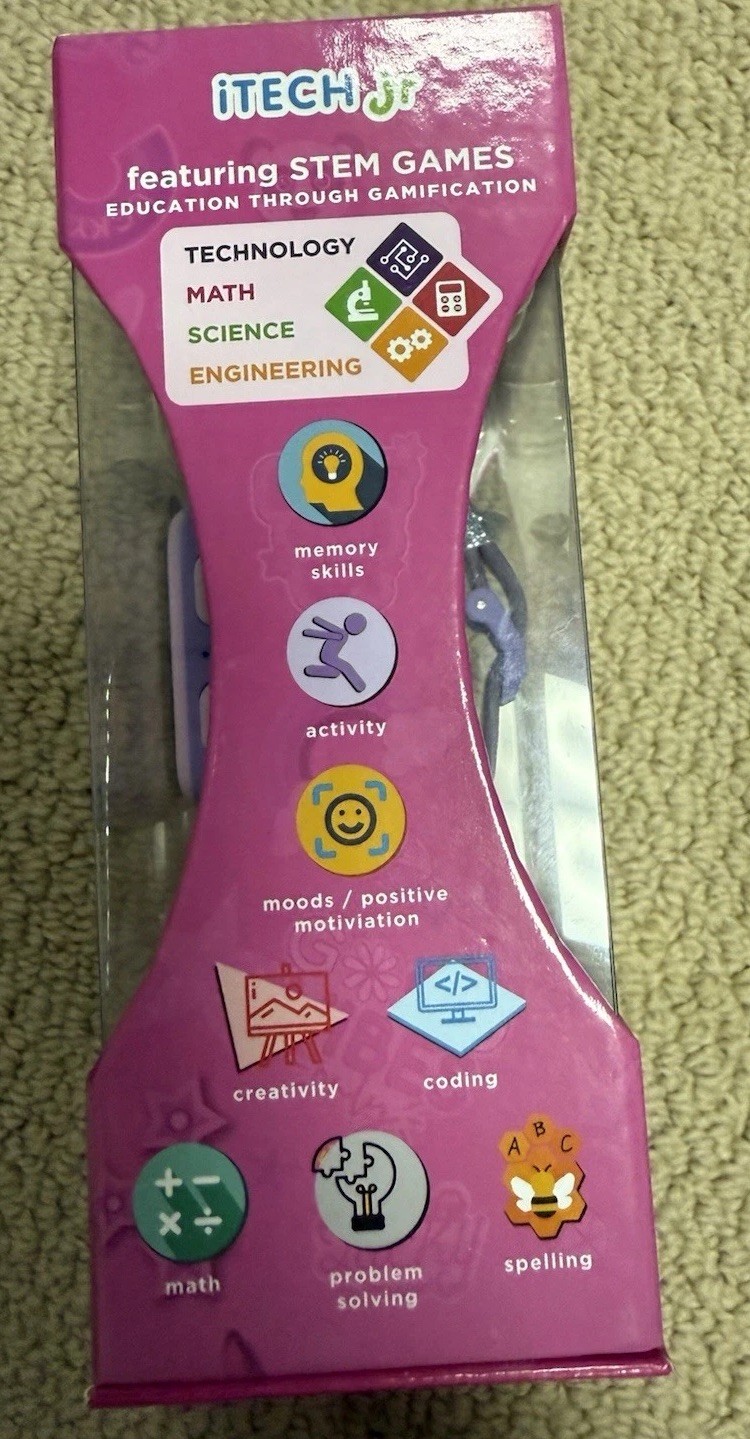 iTECH jr
featuring STEM GAMES
EDUCATION THROUGH GAMIFICATION
TECHNOLOGY
MATH
SCIENCE
ENGINEERING
memory
skills
activity
moods / positive
motiviation
creativity
</>
coding
+ −
× ÷
math
problem
solving
A B C
spelling